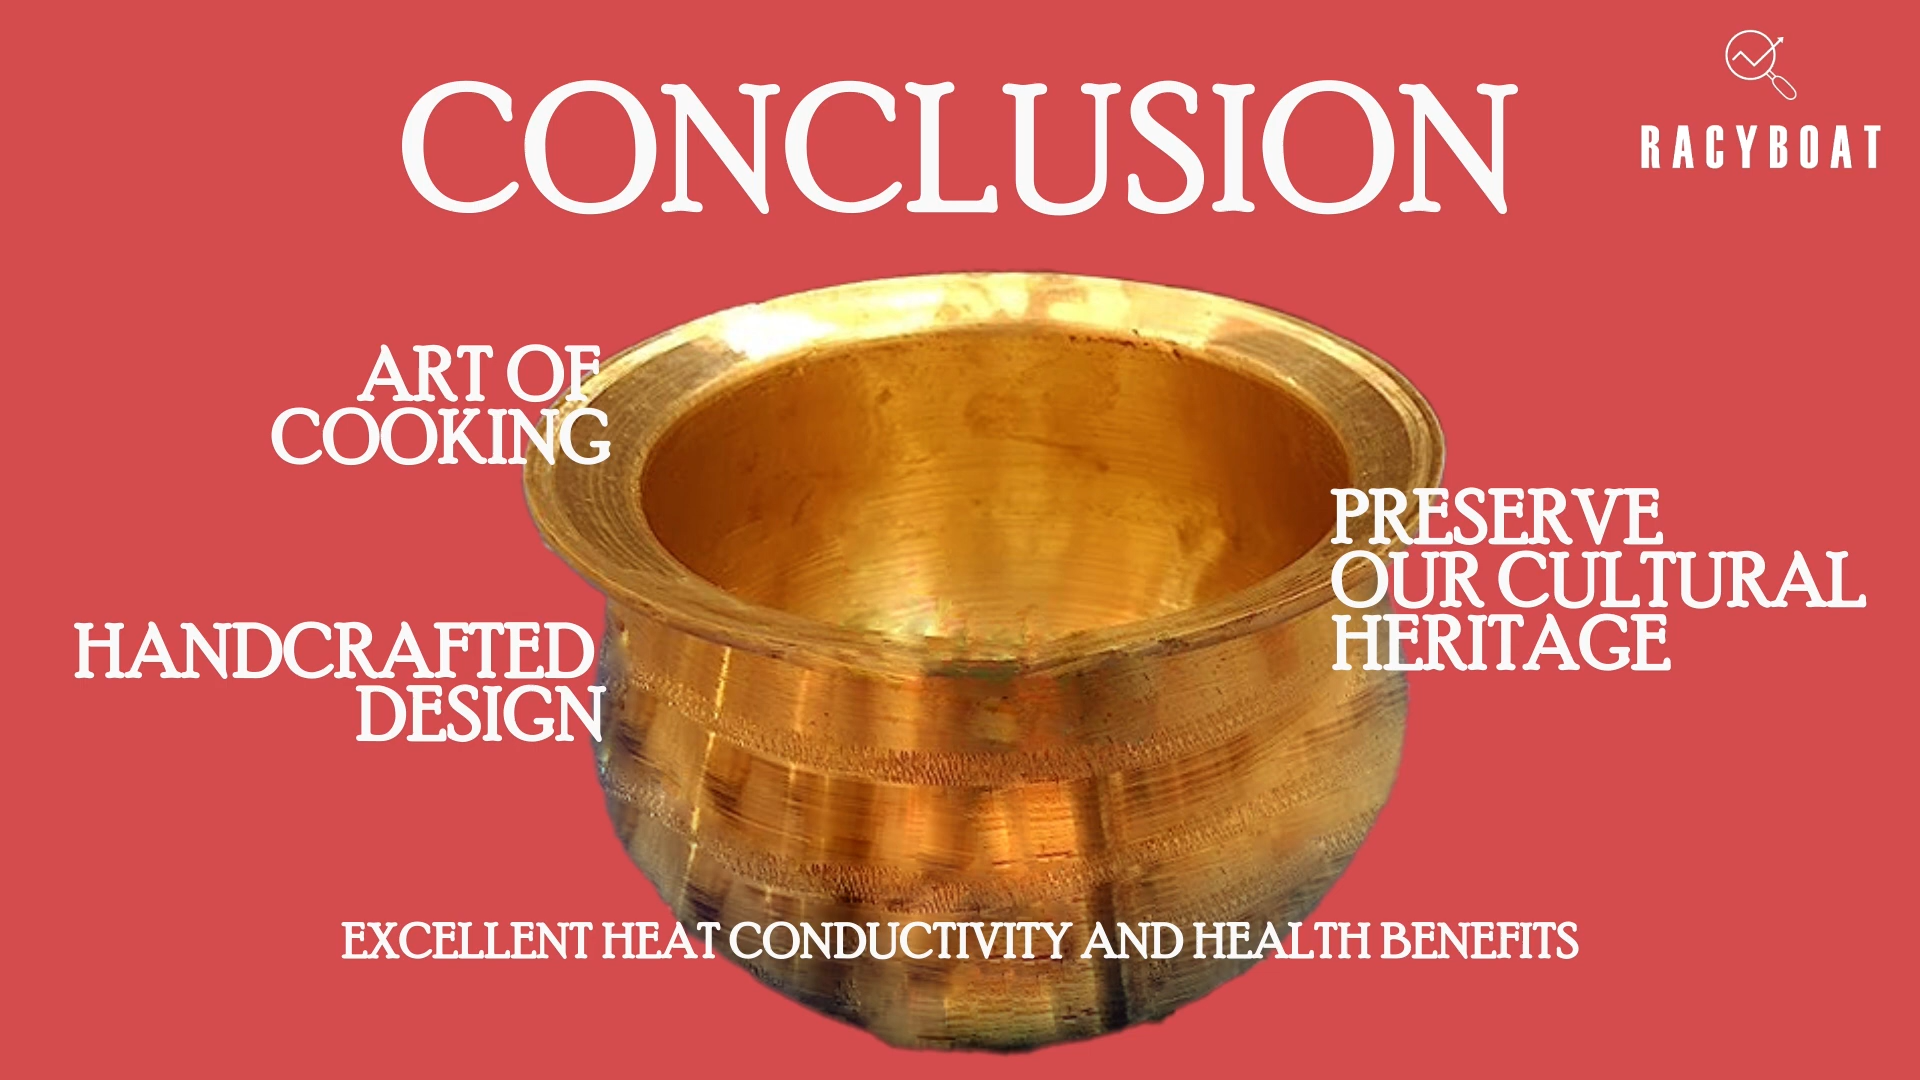 CONCLUSION
RACYBOAT
ART OF
COOKING
PRESERVE
OUR CULTURAL
HERITAGE
HANDCRAFTED
DESIGN
EXCELLENT HEAT CONDUCTIVITY AND HEALTH BENEFITS